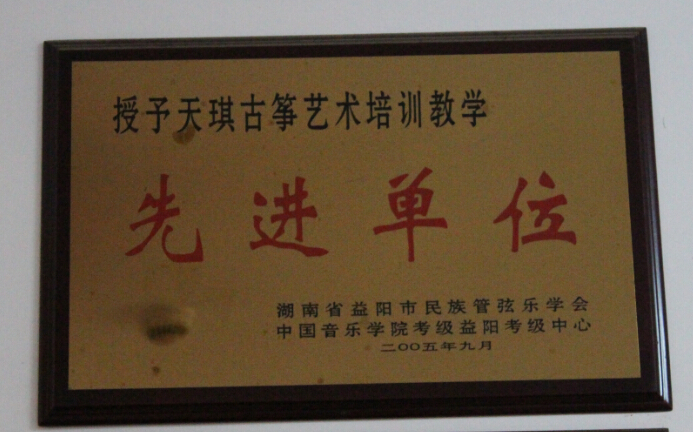 授予天琪古筝艺术培训教学
先进单位
湖南省益阳市民族管弦乐学会
中国音乐学院考级益阳考级中心
二〇〇五年九月